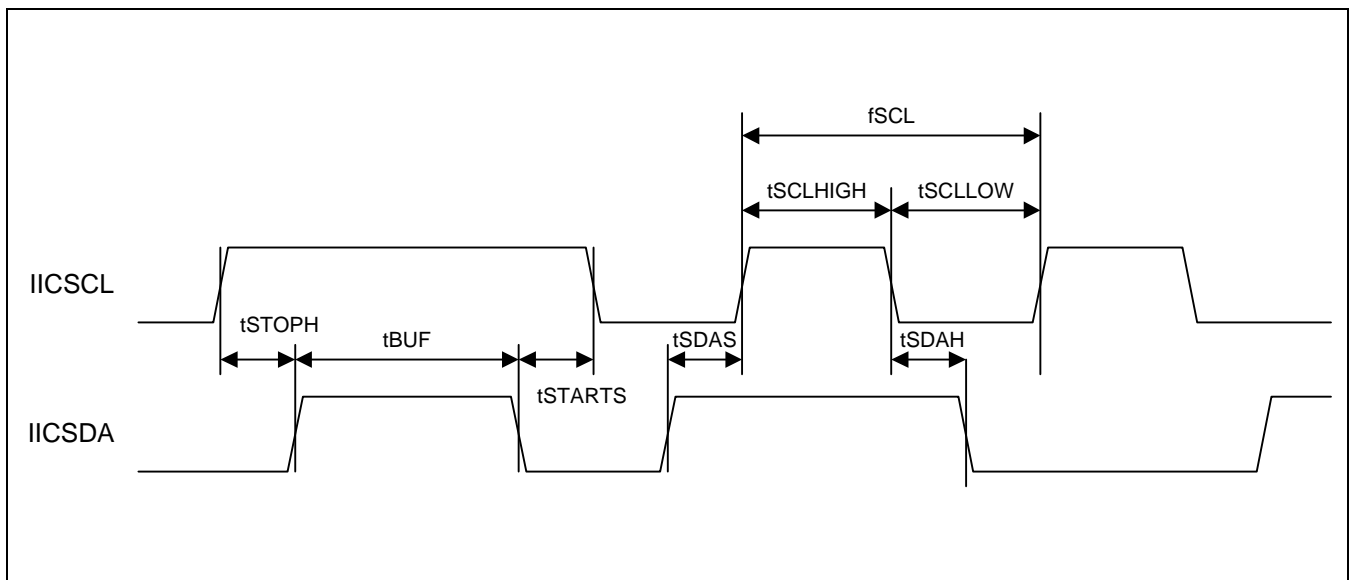 fSCL
tSCLHIGH
tSCLLOW
IICSCL
tSTOPH
tBUF
tSDAS
tSDAH
tSTARTS
IICSDA